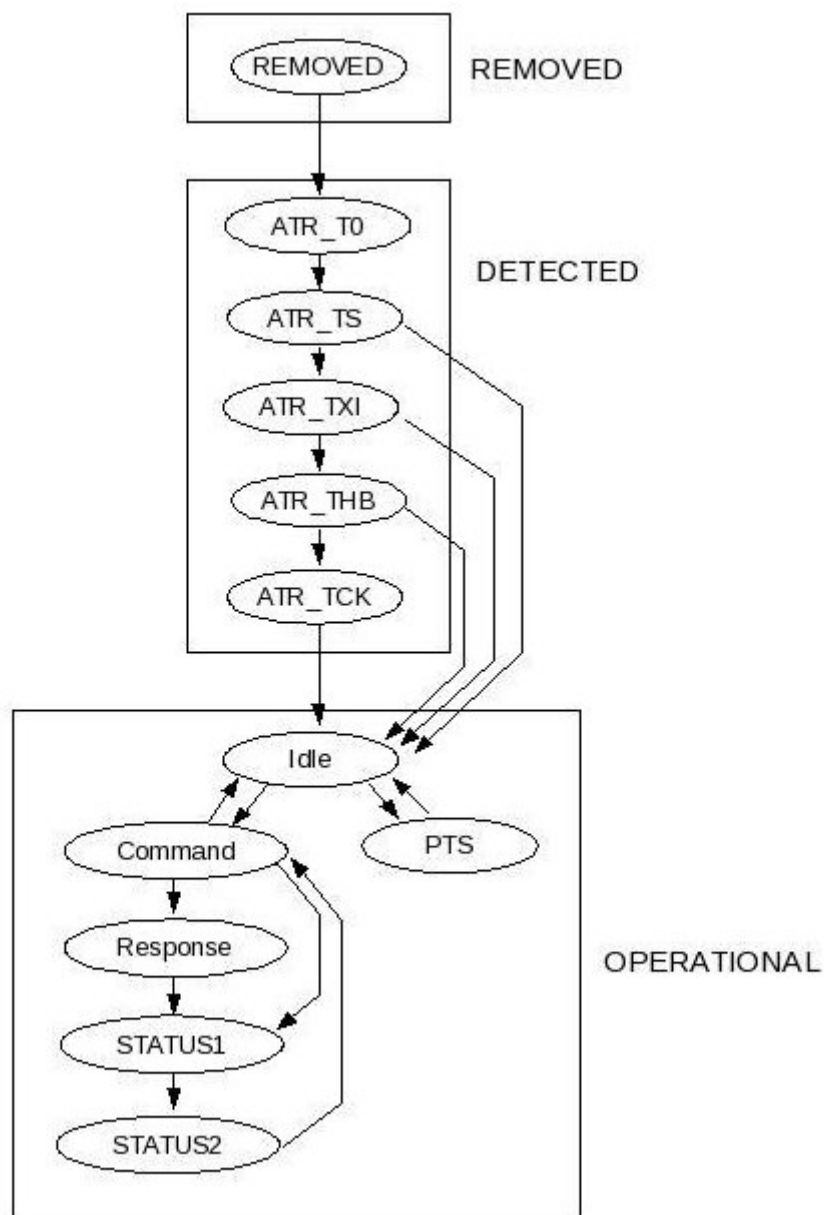 REMOVED
REMOVED
ATR_T0
DETECTED
ATR_TS
ATR_TXI
ATR_THB
ATR_TCK
Idle
Command
PTS
Response
OPERATIONAL
STATUS1
STATUS2